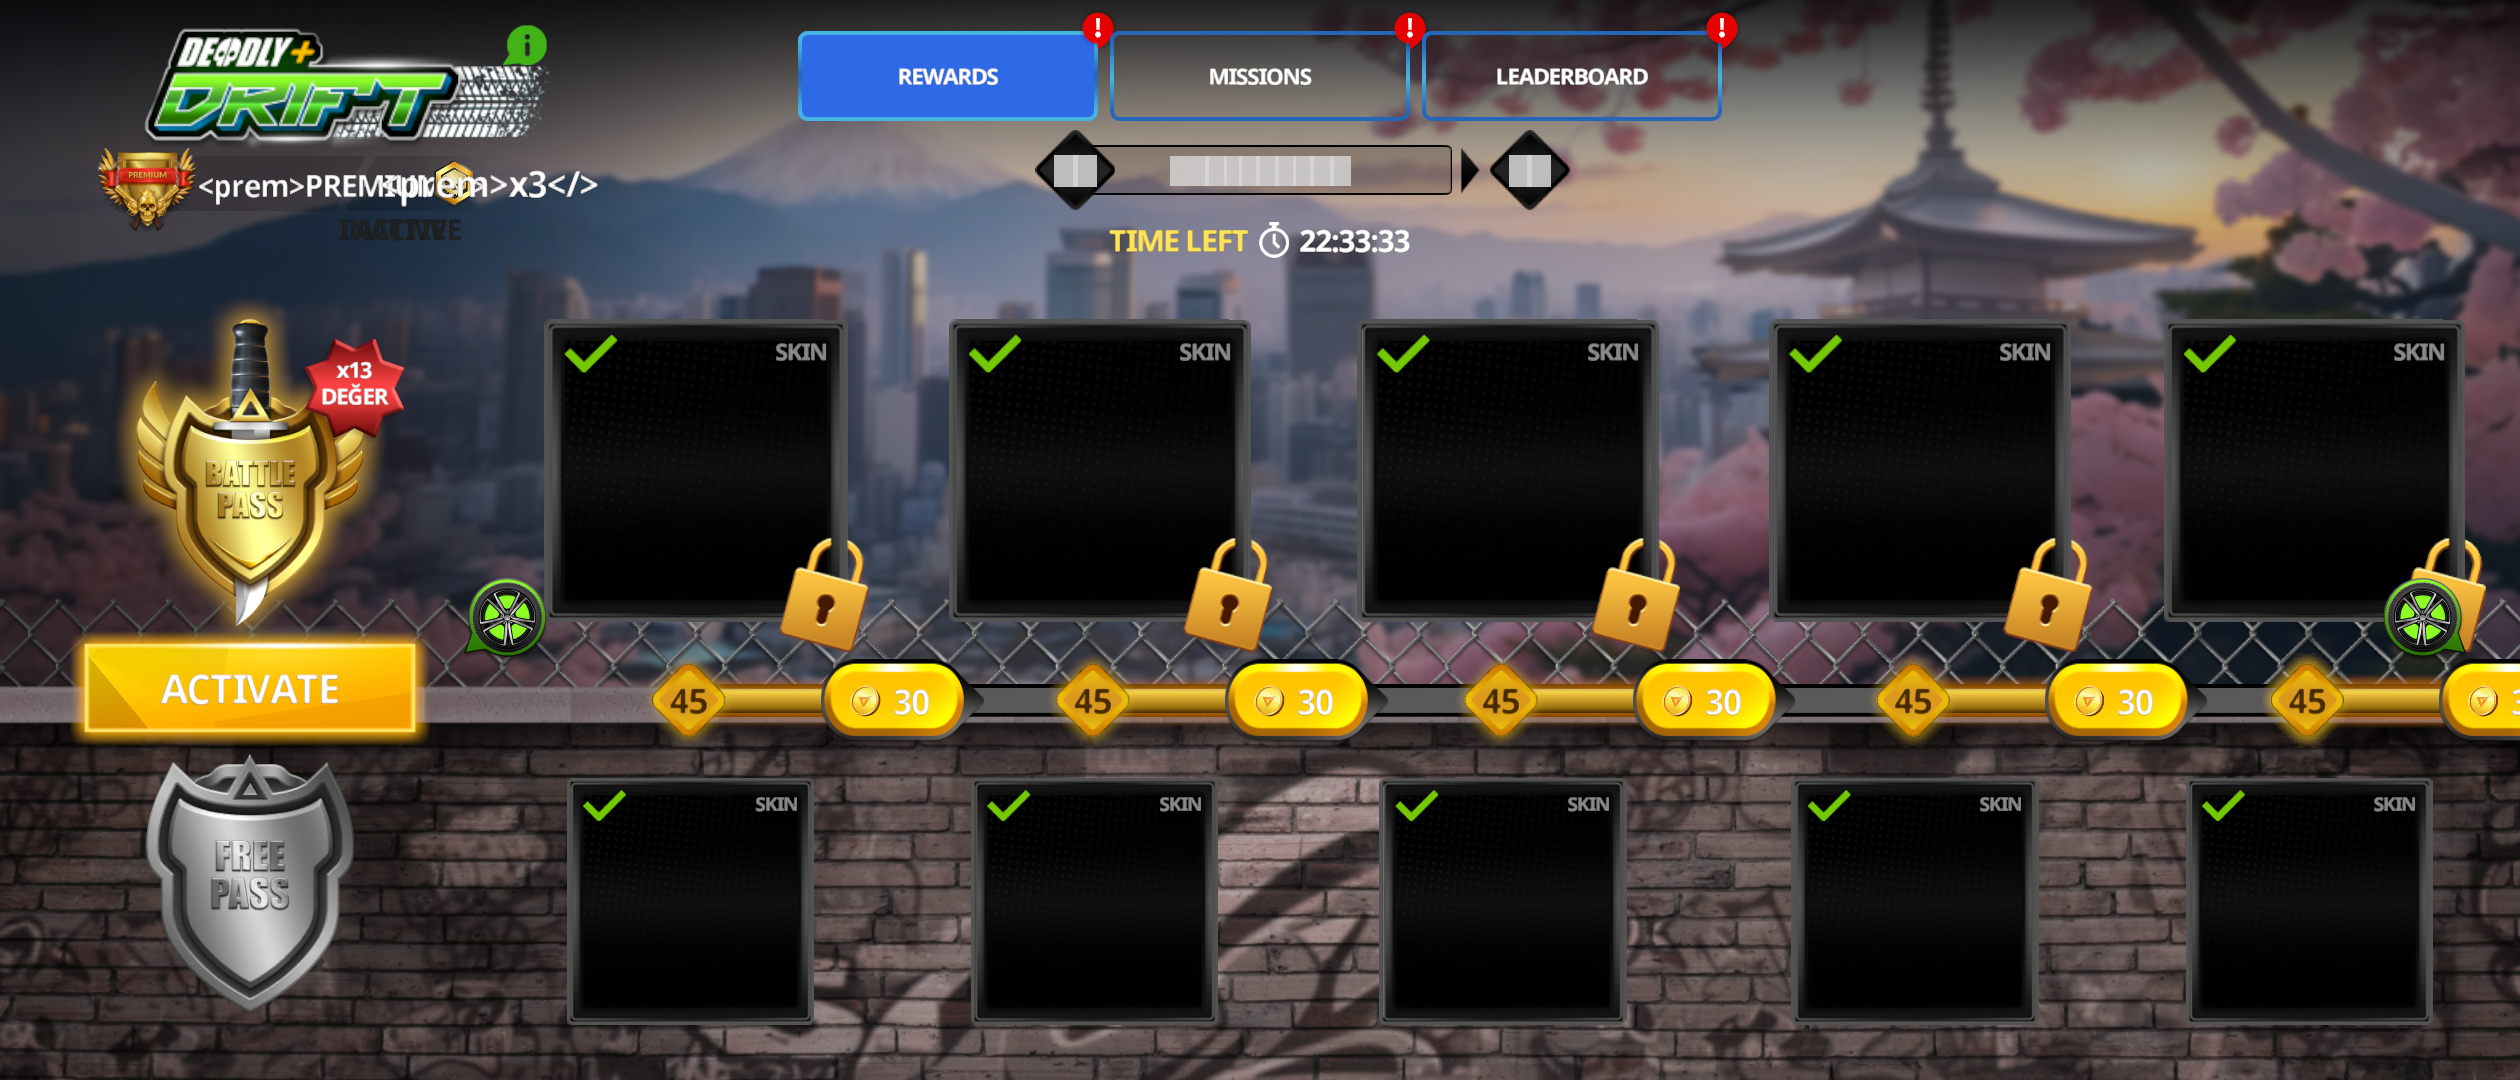 DEADLY+
DRIFT
REWARDS
MISSIONS
LEADERBOARD
PREMIUM
<prem>PREMIUM
<prem>x3</>
INACTIVE
TIME LEFT 22:33:33
x13
DEĞER
BATTLE
PASS
SKIN
SKIN
SKIN
SKIN
SKIN
ACTIVATE
45 30 45 30 45 30 45 30 45
FREE
PASS
SKIN
SKIN
SKIN
SKIN
SKIN